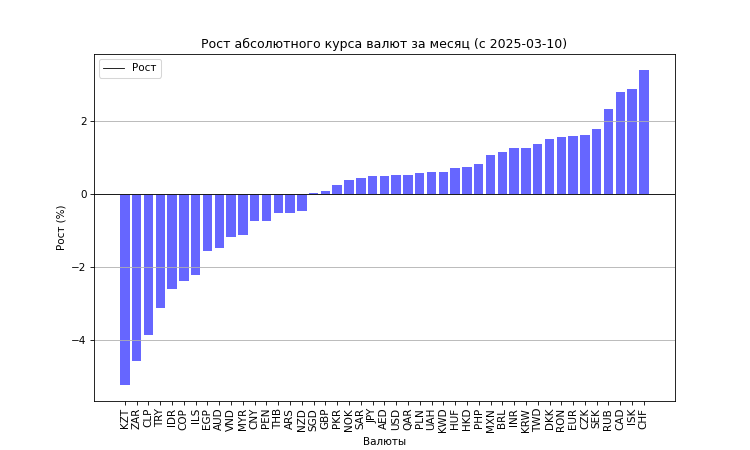 Рост абсолютного курса валют за месяц (с 2025-03-10)
Рост
Рост (%)
2
0
−2
−4
KZT ZAR CLP TRY IDR COP ILS EGP AUD VND MYR CNY PEN THB ARS NZD SGD GBP PKR NOK SAR JPY AED USD QAR PLN UAH KWD HUF HKD PHP MXN BRL INR KRW TWD DKK RON EUR CZK SEK RUB CAD ISK CHF
Валюты